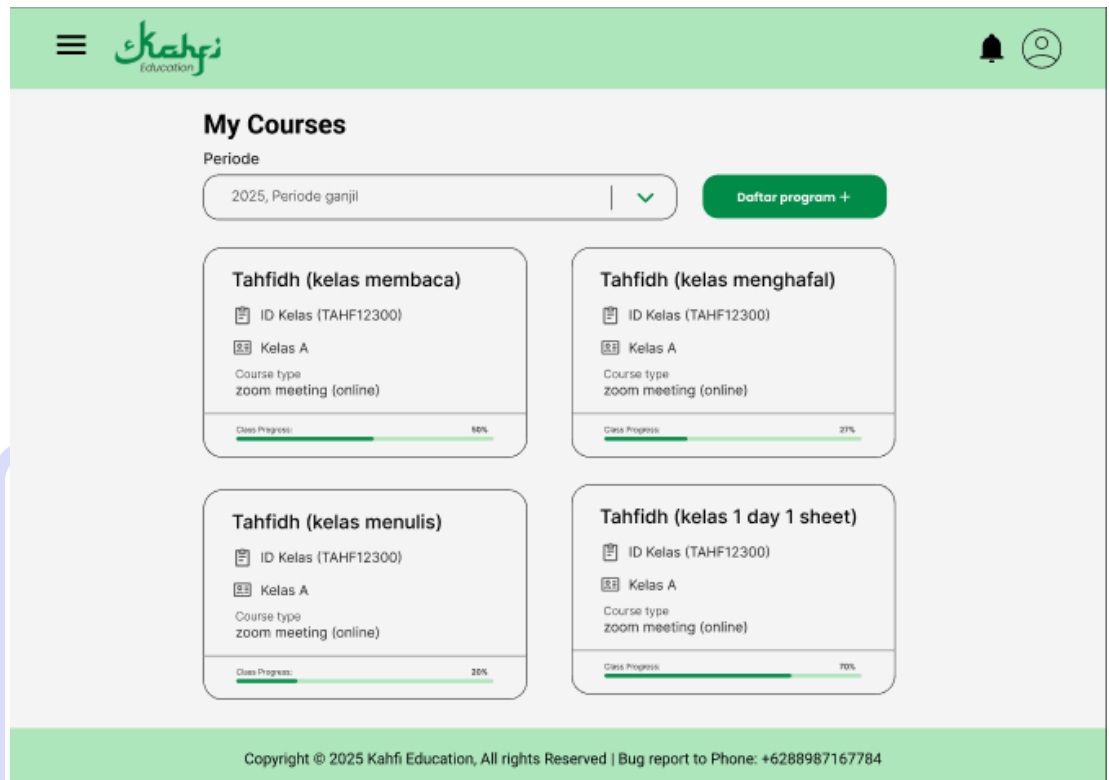 Kahfi
Education
My Courses
Periode
2025, Periode ganjil
Daftar program +
Tahfidh (kelas membaca)
ID Kelas (TAHF12300)
Kelas A
Course type
zoom meeting (online)
Class Progress: 50%
Tahfidh (kelas menghafal)
ID Kelas (TAHF12300)
Kelas A
Course type
zoom meeting (online)
Class Progress: 27%
Tahfidh (kelas menulis)
ID Kelas (TAHF12300)
Kelas A
Course type
zoom meeting (online)
Class Progress: 20%
Tahfidh (kelas 1 day 1 sheet)
ID Kelas (TAHF12300)
Kelas A
Course type
zoom meeting (online)
Class Progress: 70%
Copyright © 2025 Kahfi Education, All rights Reserved | Bug report to Phone: +6288987167784